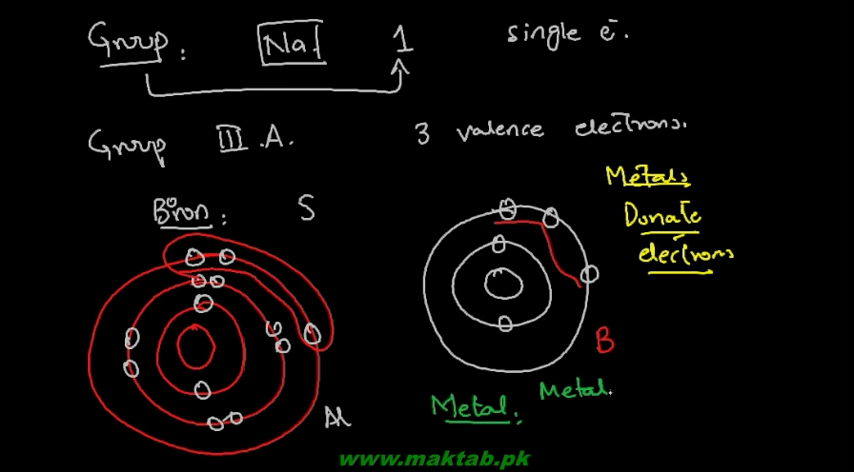 Group: Na 1 single e-.
Group III.A. 3 valence electrons.
Metals
Boron: 5
Donate
electrons
B
Al
Metal: Metal
www.maktab.pk